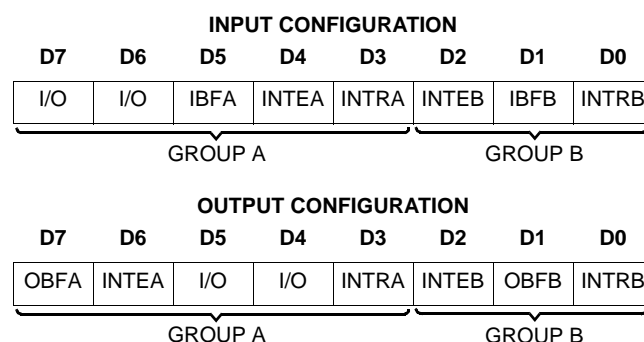 INPUT CONFIGURATION
D7 D6 D5 D4 D3 D2 D1 D0
I/O I/O IBFA INTEA INTRA INTEB IBFB INTRB
GROUP A GROUP B
OUTPUT CONFIGURATION
D7 D6 D5 D4 D3 D2 D1 D0
OBFA INTEA I/O I/O INTRA INTEB OBFB INTRB
GROUP A GROUP B